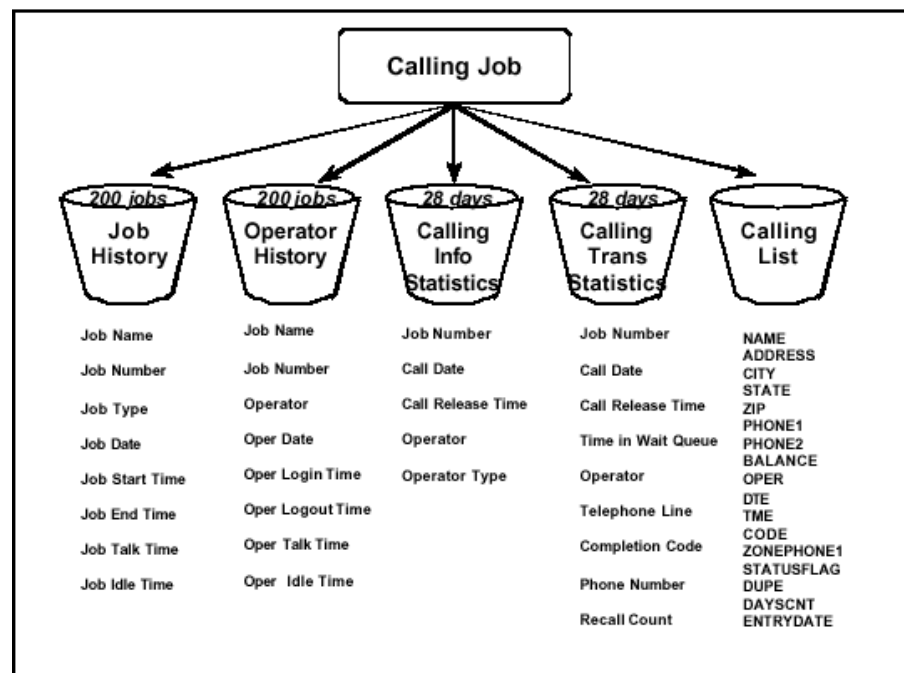 Calling Job
200 jobs
Job
History
200 jobs
Operator
History
28 days
Calling
Info
Statistics
28 days
Calling
Trans
Statistics
Calling
List
Job Name
Job Number
Job Type
Job Date
Job Start Time
Job End Time
Job Talk Time
Job Idle Time
Job Name
Job Number
Operator
Oper Date
Oper Login Time
Oper Logout Time
Oper Talk Time
Oper Idle Time
Job Number
Call Date
Call Release Time
Operator
Operator Type
Job Number
Call Date
Call Release Time
Time in Wait Queue
Operator
Telephone Line
Completion Code
Phone Number
Recall Count
NAME
ADDRESS
CITY
STATE
ZIP
PHONE1
PHONE2
BALANCE
OPER
DTE
TME
CODE
ZONEPHONE1
STATUSFLAG
DUPE
DAYSCNT
ENTRYDATE